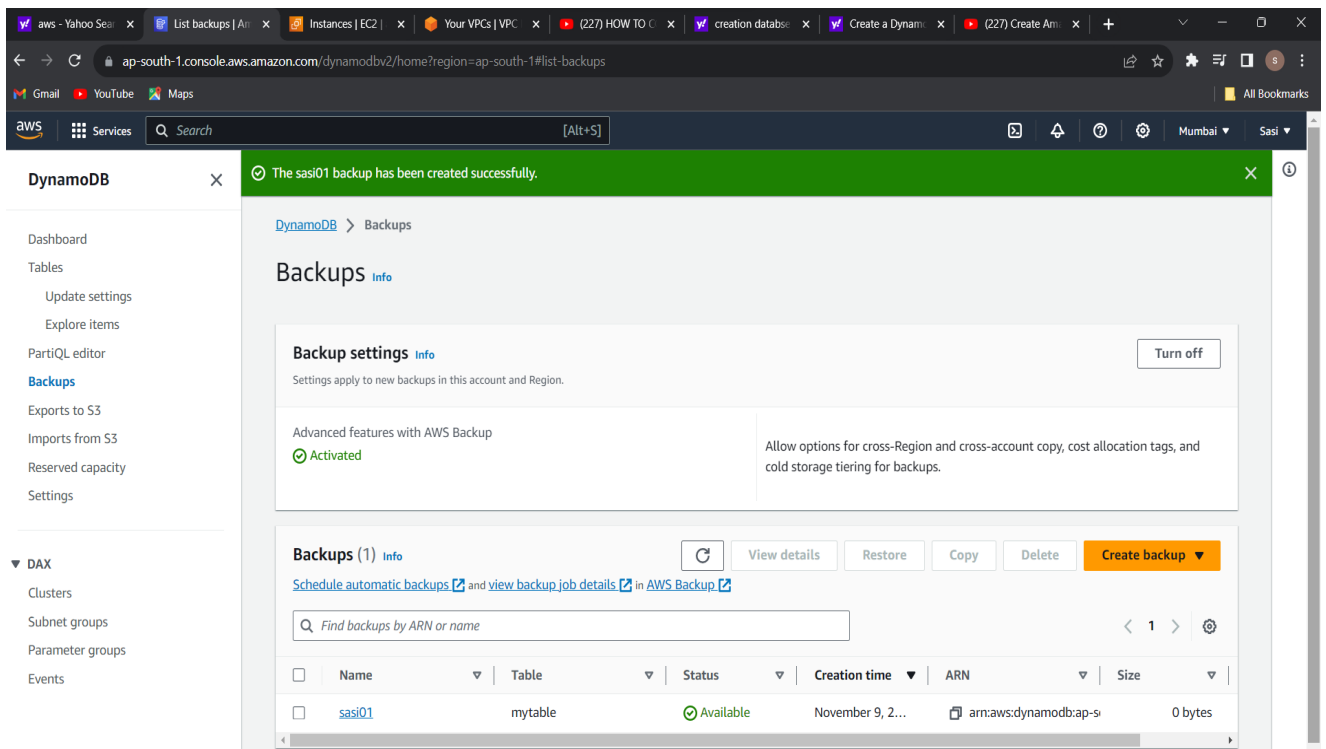 aws - Yahoo Sear
List backups | Am
Instances | EC2 |
Your VPCs | VPC
(227) HOW TO C
creation databse
Create a Dynamo
(227) Create Ama
ap-south-1.console.aws.amazon.com/dynamodbv2/home?region=ap-south-1#list-backups
s
Gmail YouTube Maps All Bookmarks
aws Services Search [Alt+S] Mumbai ▼ Sasi ▼
DynamoDB
The sasi01 backup has been created successfully.
DynamoDB > Backups
Dashboard
Tables
Update settings
Explore items
PartiQL editor
Backups
Exports to S3
Imports from S3
Reserved capacity
Settings
▼ DAX
Clusters
Subnet groups
Parameter groups
Events
Backups Info
Backup settings Info
Turn off
Settings apply to new backups in this account and Region.
Advanced features with AWS Backup
Activated
Allow options for cross-Region and cross-account copy, cost allocation tags, and
cold storage tiering for backups.
Backups (1) Info
View details Restore Copy Delete Create backup ▼
Schedule automatic backups and view backup job details in AWS Backup
Find backups by ARN or name
1
Name Table Status Creation time ARN Size
sasi01 mytable Available November 9, 2... arn:aws:dynamodb:ap-s 0 bytes